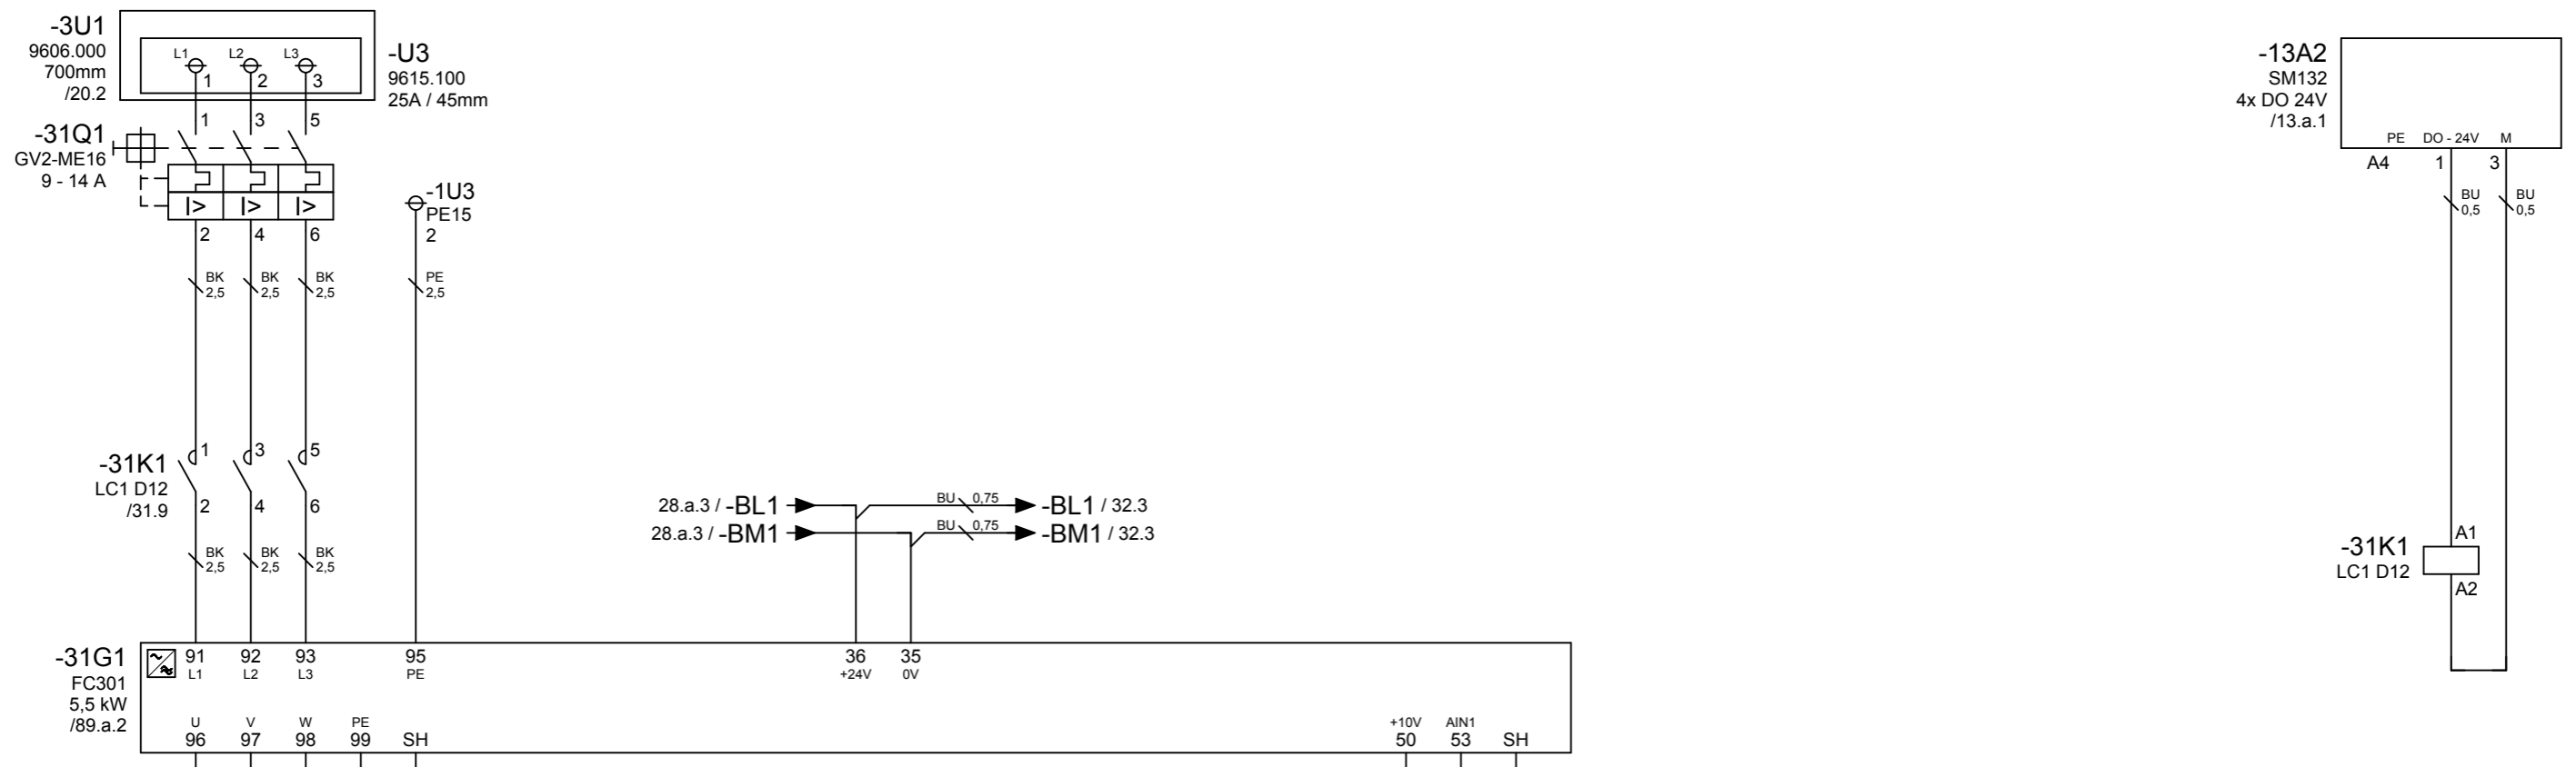 -3U1
9606.000
700mm
/20.2
L1 L2 L3
1 2 3
-U3
9615.100
25A / 45mm
-31Q1
GV2-ME16
9 - 14 A
1 3 5
I> I> I>
2 4 6
-1U3
PE15
2
BK BK BK PE
2,5 2,5 2,5 2,5
-31K1
LC1 D12
/31.9
1 3 5
2 4 6
BK BK BK
2,5 2,5 2,5
28.a.3 / -BL1 BU 0,75 -BL1 / 32.3
28.a.3 / -BM1 BU 0,75 -BM1 / 32.3
-31G1
FC301
5,5 kW
/89.a.2
91 92 93 95 36 35
L1 L2 L3 PE +24V 0V
U V W PE +10V AIN1
96 97 98 99 SH 50 53 SH
-13A2
SM132
4x DO 24V
/13.a.1
PE DO - 24V M
A4 1 3
BU BU
0,5 0,5
-31K1
LC1 D12
A1
A2